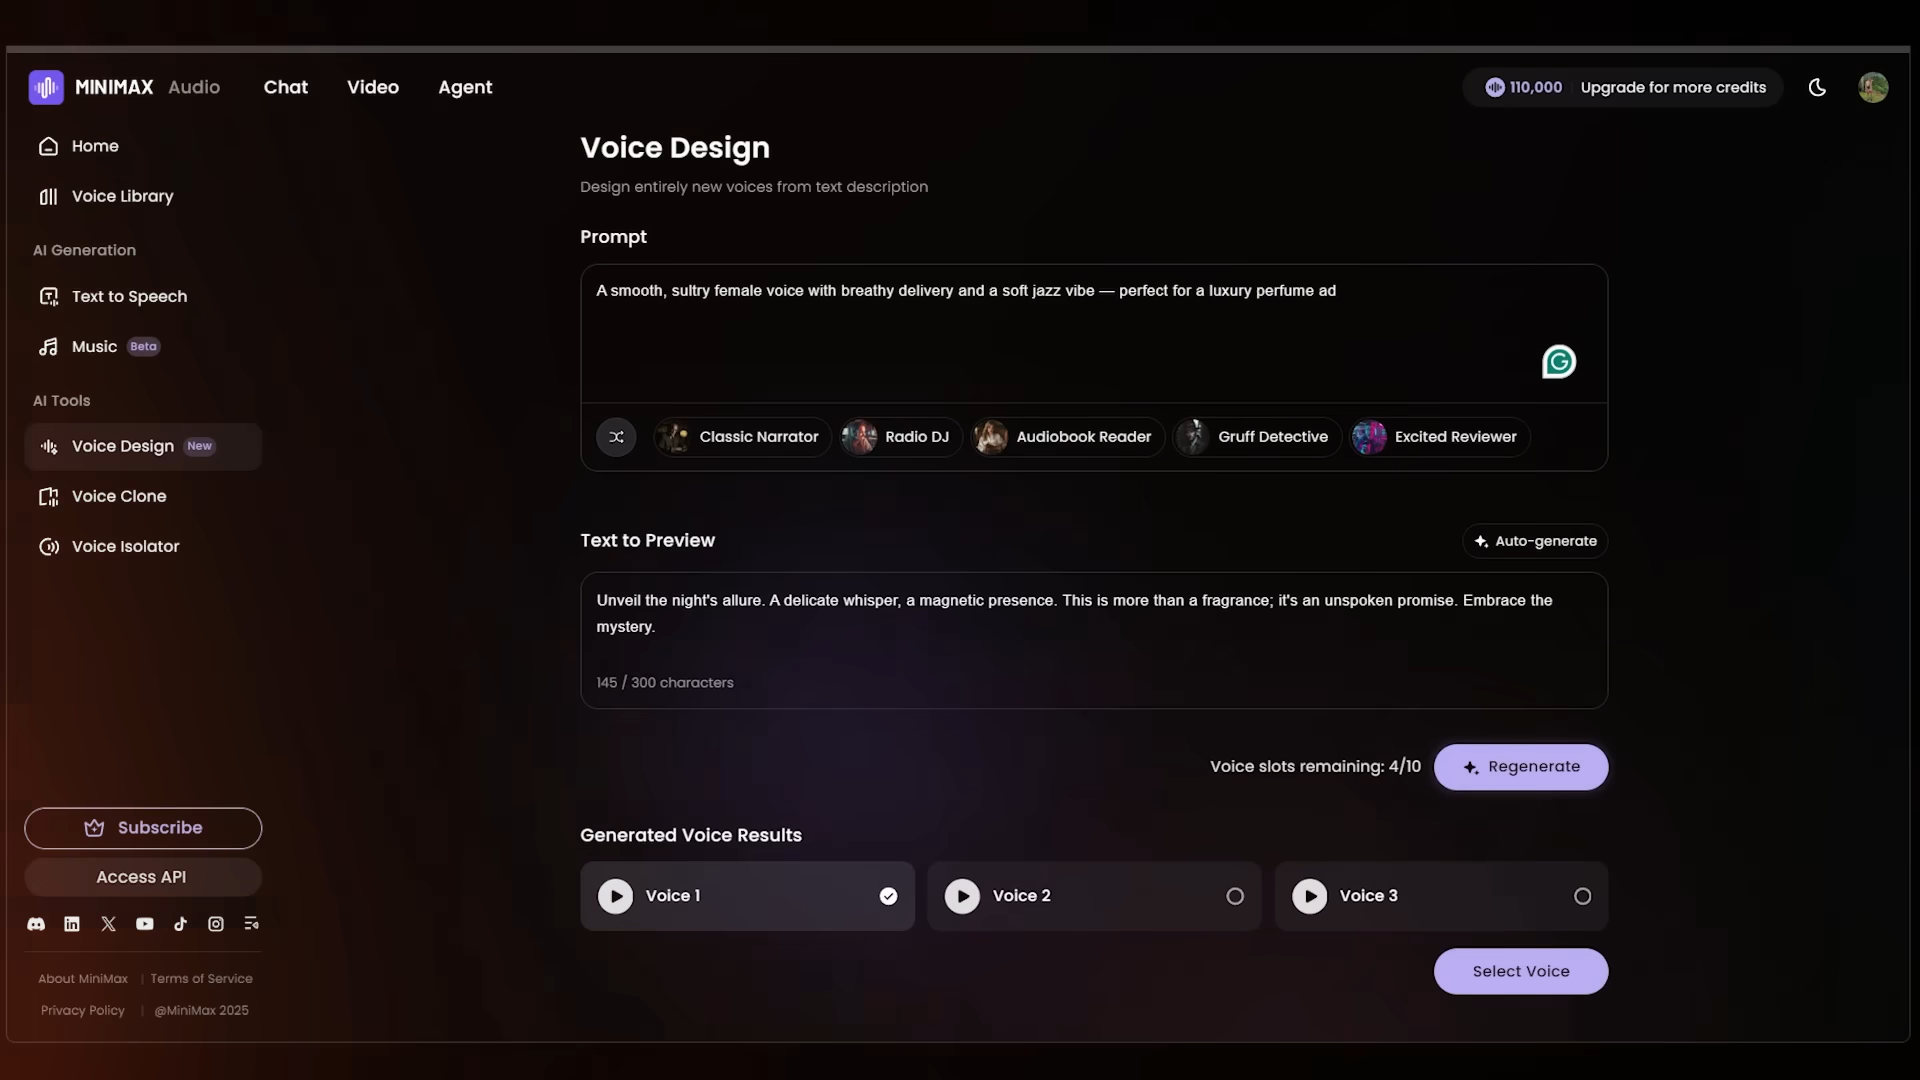 MINIMAX Audio Chat Video Agent
110,000 Upgrade for more credits
Home
Voice Library
AI Generation
Text to Speech
Music Beta
AI Tools
Voice Design New
Voice Clone
Voice Isolator
Subscribe
Access API
About MiniMax | Terms of Service
Privacy Policy | @MiniMax 2025
Voice Design
Design entirely new voices from text description
Prompt
A smooth, sultry female voice with breathy delivery and a soft jazz vibe — perfect for a luxury perfume ad
Classic Narrator Radio DJ Audiobook Reader Gruff Detective Excited Reviewer
Text to Preview
Auto-generate
Unveil the night's allure. A delicate whisper, a magnetic presence. This is more than a fragrance; it's an unspoken promise. Embrace the
mystery.
145 / 300 characters
Voice slots remaining: 4/10 Regenerate
Generated Voice Results
Voice 1 Voice 2 Voice 3
Select Voice